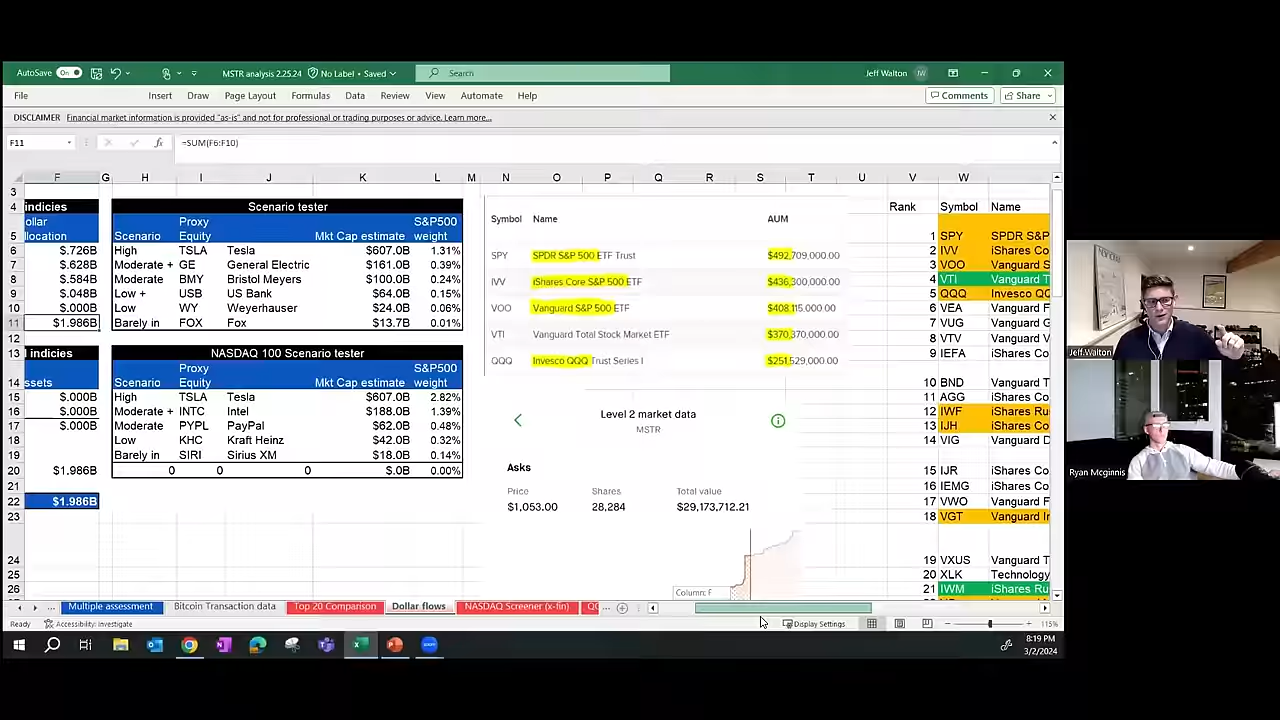 AutoSave On MSTR analysis 2.25.24 No Label • Saved Search Jeff Walton JW
File Insert Draw Page Layout Formulas Data Review View Automate Help Comments Share
DISCLAIMER Financial market information is provided "as-is" and not for professional or trading purposes or advice. Learn more...
F11 fx =SUM(F6:F10)
F G H I J K L M N O P Q R S T U V W
3
4 indicies Scenario tester Rank Symbol Name
Symbol Name AUM
5 ollar location Scenario Proxy Equity Mkt Cap estimate S&P500 weight 1 SPY SPDR S&P
6 $.726B High TSLA Tesla $607.0B 1.31% SPY SPDR S&P 500 ETF Trust $492,709,000.00 2 IVV iShares Co
7 $.628B Moderate + GE General Electric $161.0B 0.39% 3 VOO Vanguard S
8 $.584B Moderate BMY Bristol Meyers $100.0B 0.24% IVV iShares Core S&P 500 ETF $436,300,000.00 4 VTI Vanguard T
9 $.048B Low + USB US Bank $64.0B 0.15% 5 QQQ Invesco QQ
10 $.000B Low WY Weyerhauser $24.0B 0.06% VOO Vanguard S&P 500 ETF $408,115,000.00 6 VEA Vanguard F
11 $1.986B Barely in FOX Fox $13.7B 0.01% 7 VUG Vanguard G
12 VTI Vanguard Total Stock Market ETF $370,370,000.00 8 VTV Vanguard V
13 l indicies NASDAQ 100 Scenario tester 9 IEFA iShares Co
QQQ Invesco QQQ Trust Series I $251,529,000.00
14 ssets Scenario Proxy Equity Mkt Cap estimate S&P500 weight 10 BND Vanguard T
15 $.000B High TSLA Tesla $607.0B 2.82% 11 AGG iShares Co
16 $.000B Moderate + INTC Intel $188.0B 1.39% Level 2 market data 12 IWF iShares Ru
17 $.000B Moderate PYPL PayPal $62.0B 0.48% MSTR 13 IJH iShares Co
18 Low KHC Kraft Heinz $42.0B 0.32% 14 VIG Vanguard D
19 Barely in SIRI Sirius XM $18.0B 0.14%
20 $1.986B 0 0 0 $.0B 0.00% Asks 15 IJR iShares Co
21 Price Shares Total value 16 IEMG iShares Co
22 $1.986B $1,053.00 28,284 $29,173,712.21 17 VWO Vanguard F
23 18 VGT Vanguard In
24 19 VXUS Vanguard T
25 20 XLK Technology
26 Column: F 21 IWM iShares Ru
... Multiple assessment Bitcoin Transaction data Top 20 Comparison Dollar flows NASDAQ Screener (x-fin) QC ...
Ready Accessibility: Investigate Display Settings 115%
8:19 PM
3/2/2024
Jeff.Walton
Ryan Mcginnis